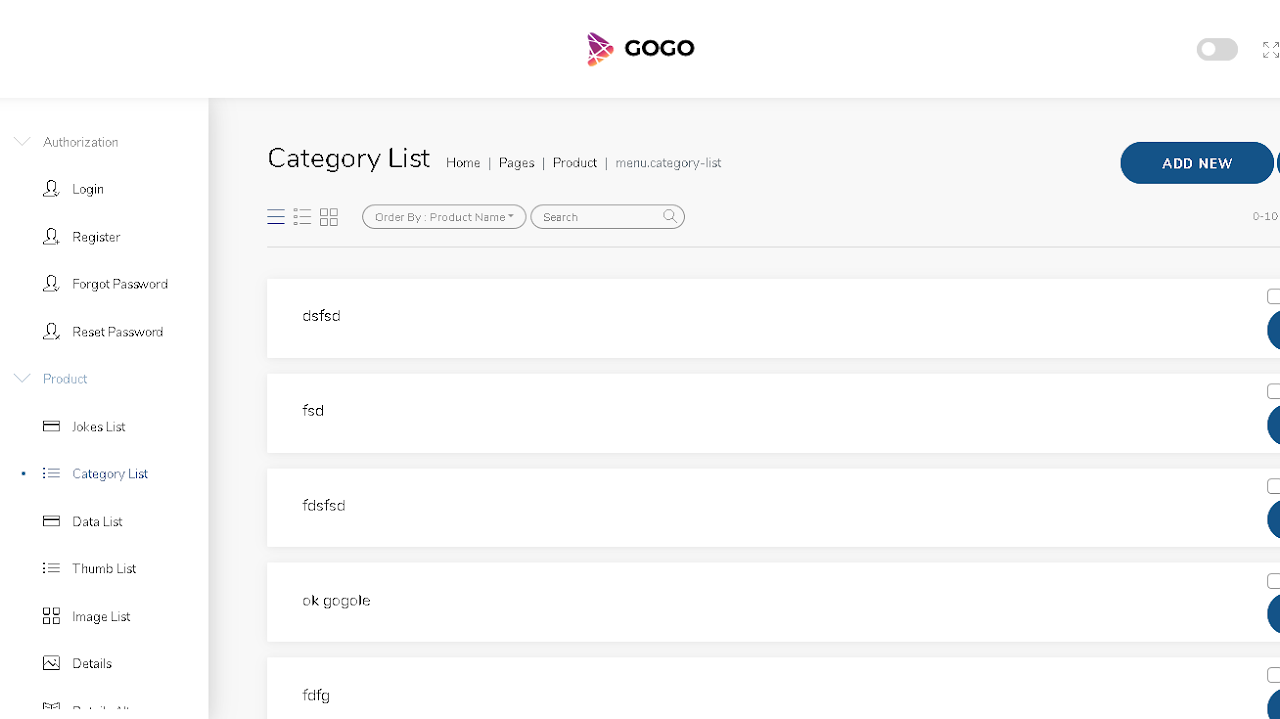 GOGO
Authorization
Login
Register
Forgot Password
Reset Password
Product
Jokes List
Category List
Data List
Thumb List
Image List
Details
Category List
Home | Pages | Product | menu.category-list
ADD NEW
Order By : Product Name
Search
0-10
dsfsd
fsd
fdsfsd
ok gogole
fdfg